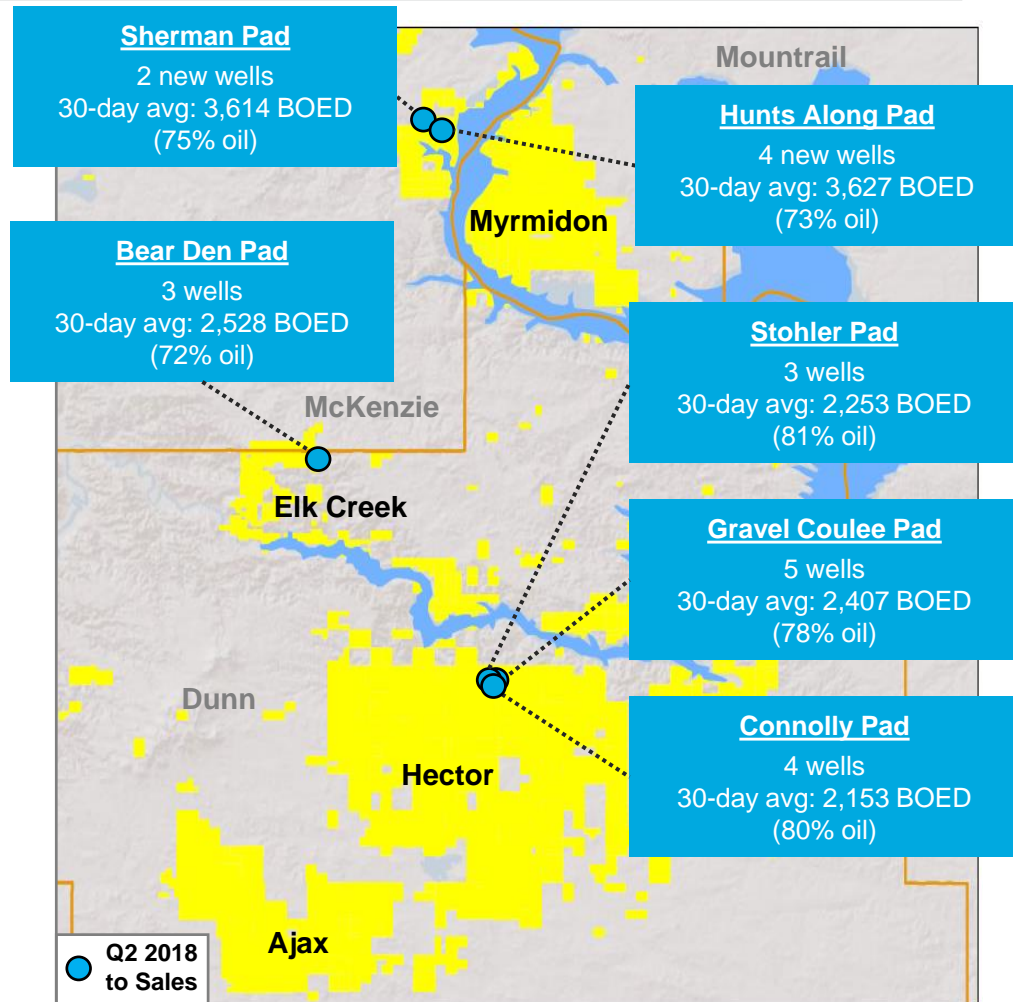 Sherman Pad
2 new wells
30-day avg: 3,614 BOED
(75% oil)
Mountrail
Hunts Along Pad
4 new wells
30-day avg: 3,627 BOED
(73% oil)
Myrmidon
Bear Den Pad
3 wells
30-day avg: 2,528 BOED
(72% oil)
Stohler Pad
3 wells
30-day avg: 2,253 BOED
(81% oil)
McKenzie
Elk Creek
Gravel Coulee Pad
5 wells
30-day avg: 2,407 BOED
(78% oil)
Dunn
Hector
Connolly Pad
4 wells
30-day avg: 2,153 BOED
(80% oil)
Ajax
Q2 2018
to Sales